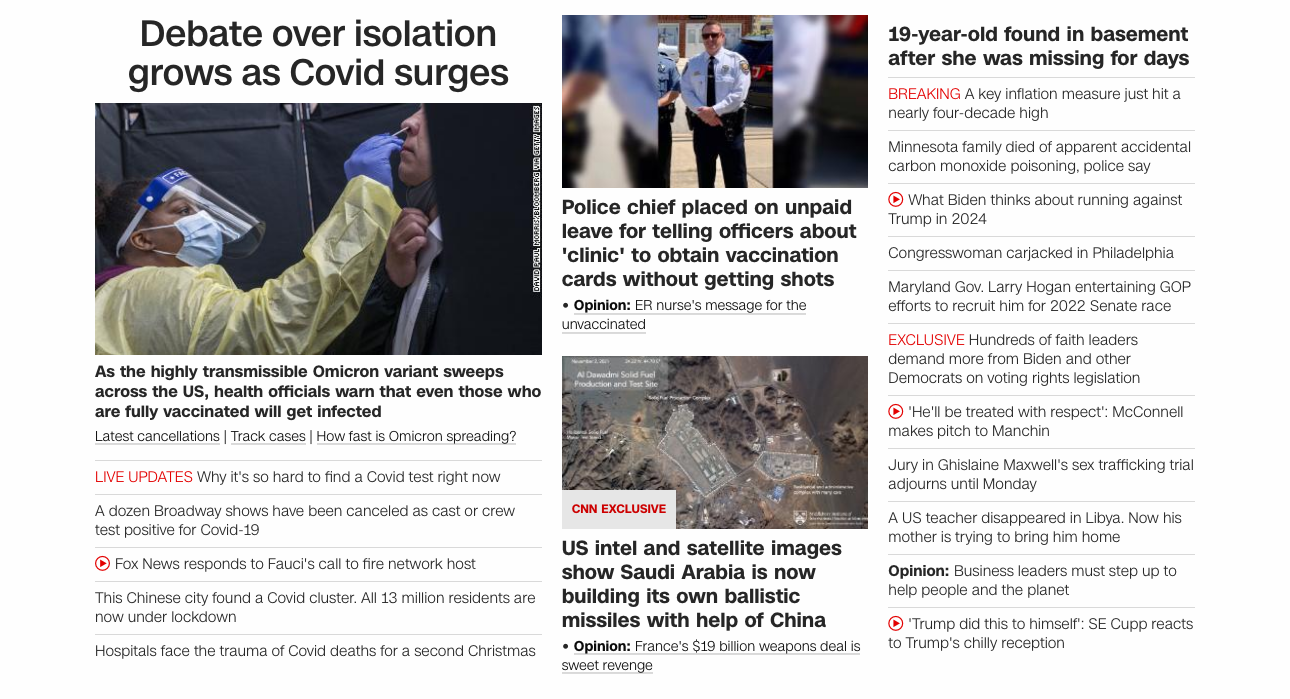 Debate over isolation
grows as Covid surges
DAVID PAUL MORRIS/BLOOMBERG VIA GETTY IMAGES
As the highly transmissible Omicron variant sweeps
across the US, health officials warn that even those who
are fully vaccinated will get infected
Latest cancellations | Track cases | How fast is Omicron spreading?
LIVE UPDATES Why it's so hard to find a Covid test right now
A dozen Broadway shows have been canceled as cast or crew
test positive for Covid-19
Fox News responds to Fauci's call to fire network host
This Chinese city found a Covid cluster. All 13 million residents are
now under lockdown
Hospitals face the trauma of Covid deaths for a second Christmas
Police chief placed on unpaid
leave for telling officers about
'clinic' to obtain vaccination
cards without getting shots
• Opinion: ER nurse's message for the
unvaccinated
November 2, 2021
Al Dawadmi Solid Fuel
Production and Test Site
Solid Fuel Production Complex
Residential and administrative
complex with many cars
CNN EXCLUSIVE
US intel and satellite images
show Saudi Arabia is now
building its own ballistic
missiles with help of China
• Opinion: France's $19 billion weapons deal is
sweet revenge
19-year-old found in basement
after she was missing for days
BREAKING A key inflation measure just hit a
nearly four-decade high
Minnesota family died of apparent accidental
carbon monoxide poisoning, police say
What Biden thinks about running against
Trump in 2024
Congresswoman carjacked in Philadelphia
Maryland Gov. Larry Hogan entertaining GOP
efforts to recruit him for 2022 Senate race
EXCLUSIVE Hundreds of faith leaders
demand more from Biden and other
Democrats on voting rights legislation
'He'll be treated with respect': McConnell
makes pitch to Manchin
Jury in Ghislaine Maxwell's sex trafficking trial
adjourns until Monday
A US teacher disappeared in Libya. Now his
mother is trying to bring him home
Opinion: Business leaders must step up to
help people and the planet
'Trump did this to himself': SE Cupp reacts
to Trump's chilly reception